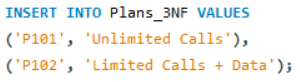 INSERT INTO Plans_3NF VALUES
('P101', 'Unlimited Calls'),
('P102', 'Limited Calls + Data');